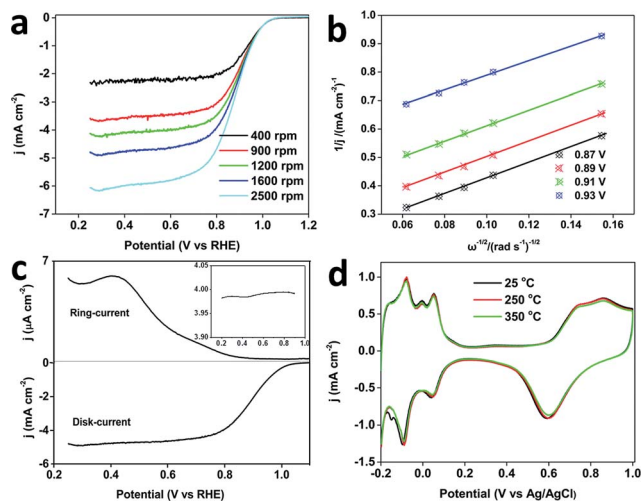 a
j (mA cm⁻²)
0
-1
-2
-3
-4
-5
-6
400 rpm
900 rpm
1200 rpm
1600 rpm
2500 rpm
0.2 0.4 0.6 0.8 1.0 1.2
Potential (V vs RHE)
b
1/j /(mA cm⁻²)⁻¹
1.0
0.9
0.8
0.7
0.6
0.5
0.4
0.3
0.87 V
0.89 V
0.91 V
0.93 V
0.06 0.08 0.10 0.12 0.14 0.16
ω⁻¹/²/(rad s⁻¹)⁻¹/²
c
j (μA cm⁻²)
7
0
4.05
4.00
3.95
3.90
0.2 0.4 0.6 0.8 1.0
Ring-current
j (mA cm⁻²)
0
-2
-4
-6
Disk-current
0.2 0.4 0.6 0.8 1.0
Potential (V vs RHE)
d
j (mA cm⁻²)
1.0
0.5
0.0
-0.5
-1.0
-1.5
25 °C
250 °C
350 °C
-0.2 0.0 0.2 0.4 0.6 0.8 1.0
Potential (V vs Ag/AgCl)